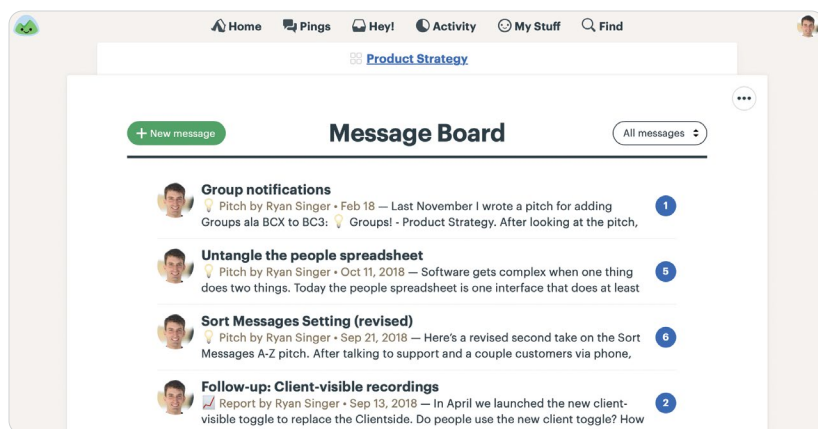 Home Pings Hey! Activity My Stuff Find
Product Strategy
+ New message
Message Board
All messages
Group notifications
Pitch by Ryan Singer • Feb 18 — Last November I wrote a pitch for adding
Groups ala BCX to BC3: 💡 Groups! - Product Strategy. After looking at the pitch,
1
Untangle the people spreadsheet
Pitch by Ryan Singer • Oct 11, 2018 — Software gets complex when one thing
does two things. Today the people spreadsheet is one interface that does at least
5
Sort Messages Setting (revised)
Pitch by Ryan Singer • Sep 21, 2018 — Here's a revised second take on the Sort
Messages A-Z pitch. After talking to support and a couple customers via phone,
6
Follow-up: Client-visible recordings
Report by Ryan Singer • Sep 13, 2018 — In April we launched the new client-
visible toggle to replace the Clientside. Do people use the new client toggle? How
2